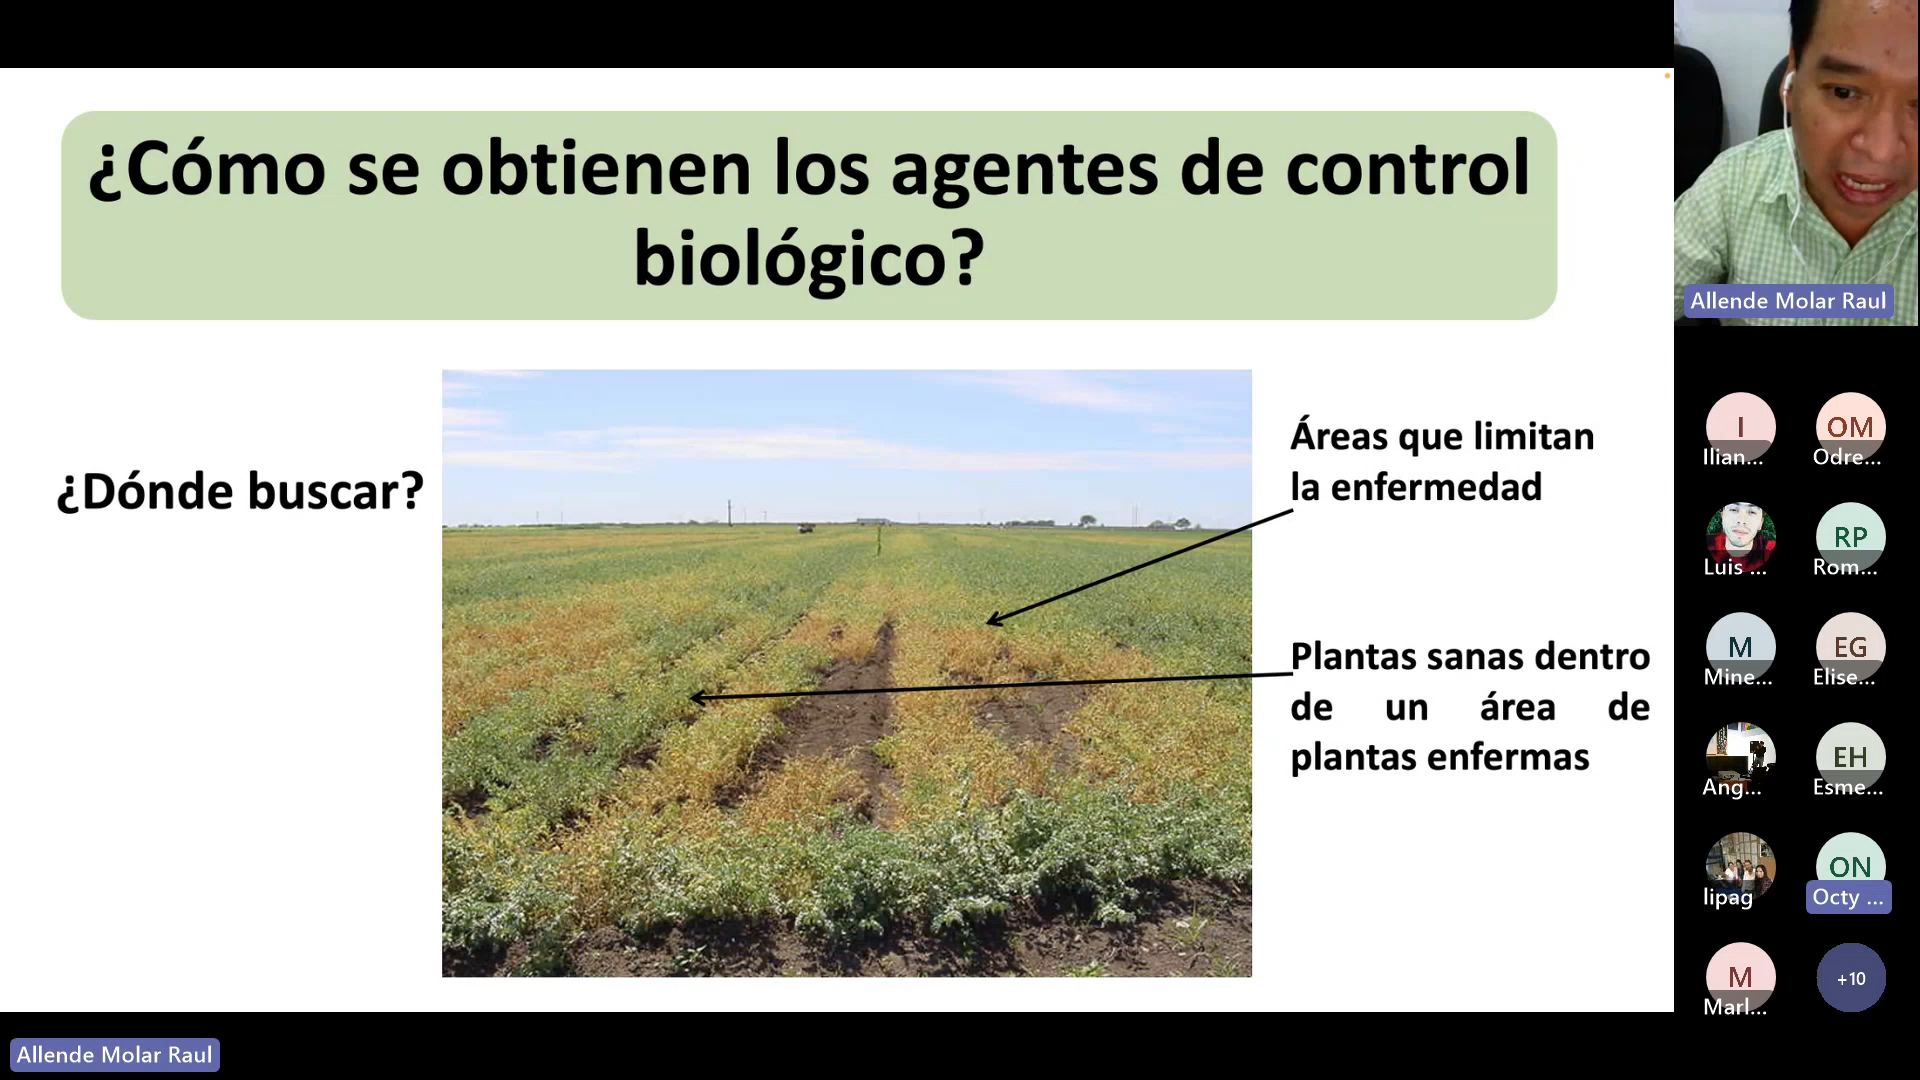 ¿Cómo se obtienen los agentes de control
biológico?
¿Dónde buscar?
Áreas que limitan
la enfermedad
Plantas sanas dentro
de un área de
plantas enfermas
Allende Molar Raul
I
Ilian...
OM
Odre...
Luis ...
RP
Rom...
M
Mine...
EG
Elise...
Ang...
EH
Esme...
lipag
ON
Octy ...
M
Marl...
+10
Allende Molar Raul